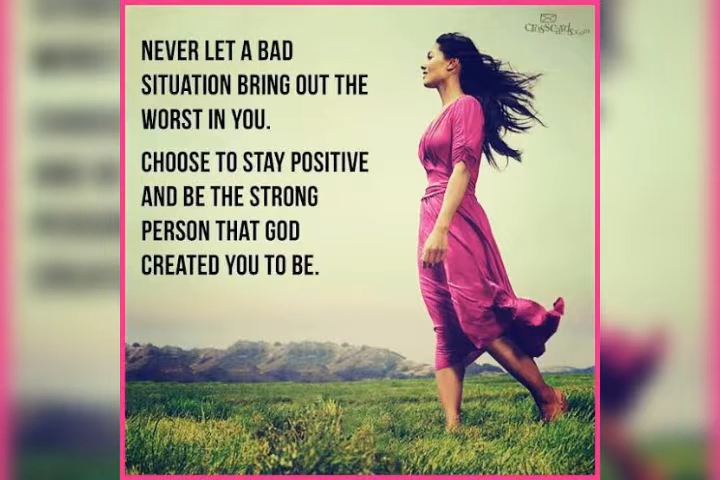 NEVER LET A BAD
SITUATION BRING OUT THE
WORST IN YOU.
CHOOSE TO STAY POSITIVE
AND BE THE STRONG
PERSON THAT GOD
CREATED YOU TO BE.